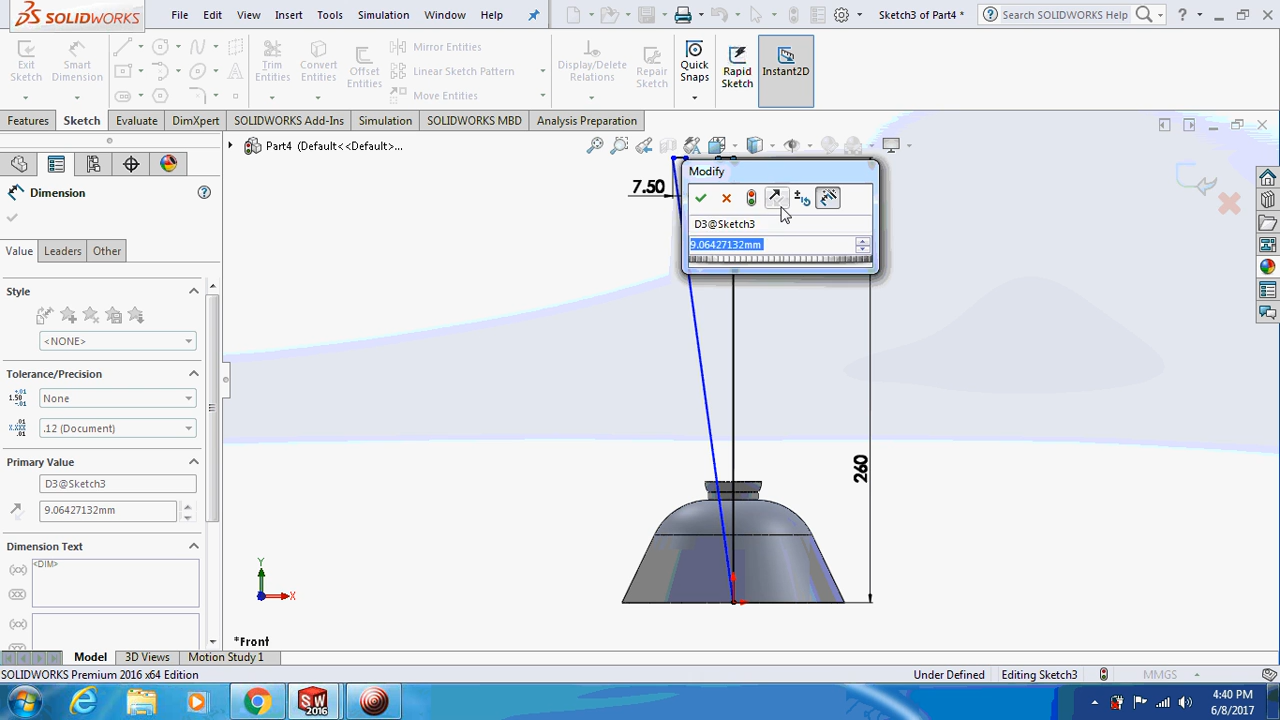 SOLIDWORKS File Edit View Insert Tools Simulation Window Help Sketch3 of Part4 * Search SOLIDWORKS Help
Exit Sketch
Smart Dimension
Trim Entities
Convert Entities
Offset Entities
Mirror Entities
Linear Sketch Pattern
Move Entities
Display/Delete Relations
Repair Sketch
Quick Snaps
Rapid Sketch
Instant2D
Features Sketch Evaluate DimXpert SOLIDWORKS Add-Ins Simulation SOLIDWORKS MBD Analysis Preparation
Part4 (Default<<Default>...
Dimension
Value Leaders Other
Style
<NONE>
Tolerance/Precision
None
.12 (Document)
Primary Value
D3@Sketch3
9.06427132mm
Dimension Text
<DIM>
7.50
Modify
D3@Sketch3
9.06427132mm
260
Y
X
*Front
Model 3D Views Motion Study 1
SOLIDWORKS Premium 2016 x64 Edition Under Defined Editing Sketch3 MMGS
SW 2016
4:40 PM
6/8/2017